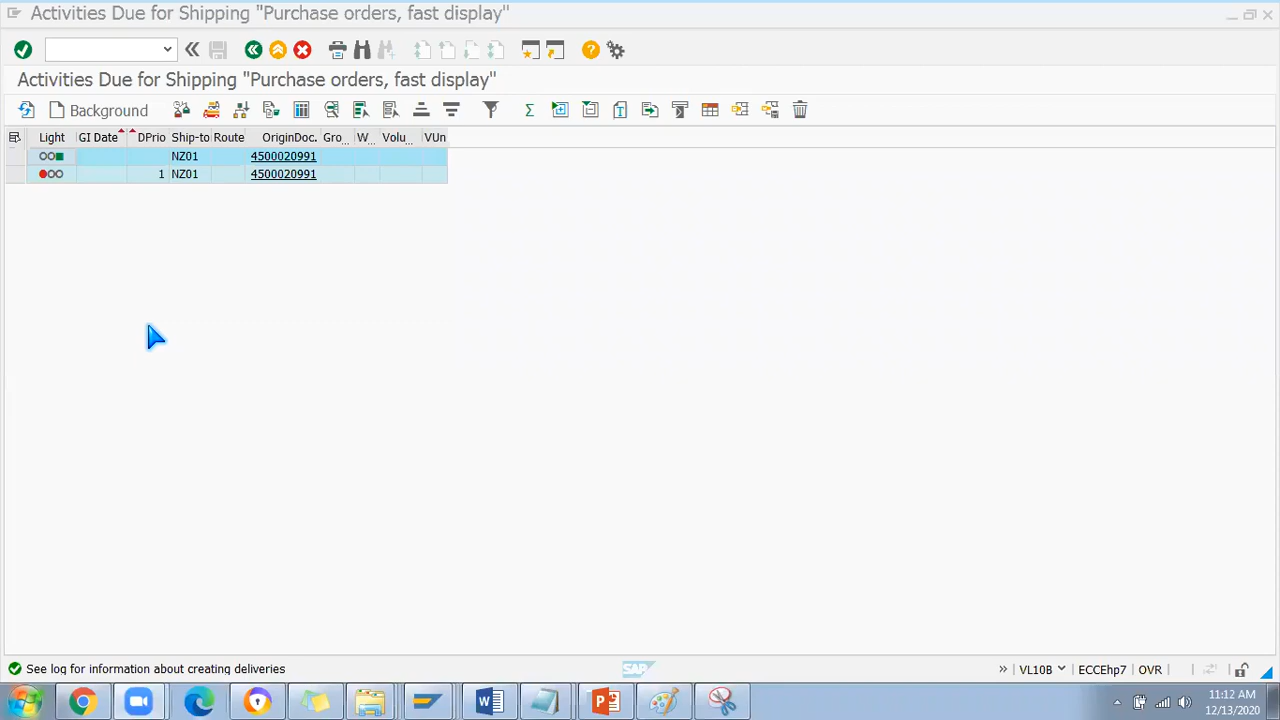 Activities Due for Shipping "Purchase orders, fast display"
Activities Due for Shipping "Purchase orders, fast display"
Background
Light GI Date DPrio Ship-to Route OriginDoc. Gro... W... Volu... VUn
NZ01 4500020991
1 NZ01 4500020991
See log for information about creating deliveries
SAP
VL10B ECCEhp7 OVR
11:12 AM
12/13/2020